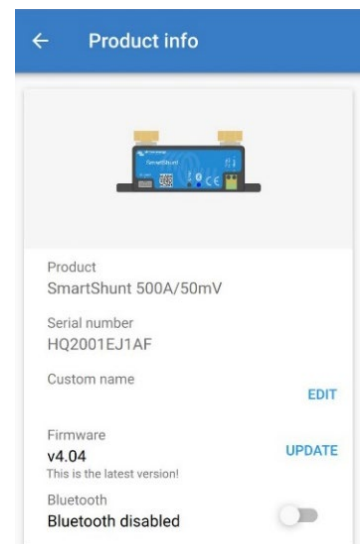 Product info
SmartShunt
Product
SmartShunt 500A/50mV
Serial number
HQ2001EJ1AF
Custom name
EDIT
Firmware
v4.04
UPDATE
This is the latest version!
Bluetooth
Bluetooth disabled